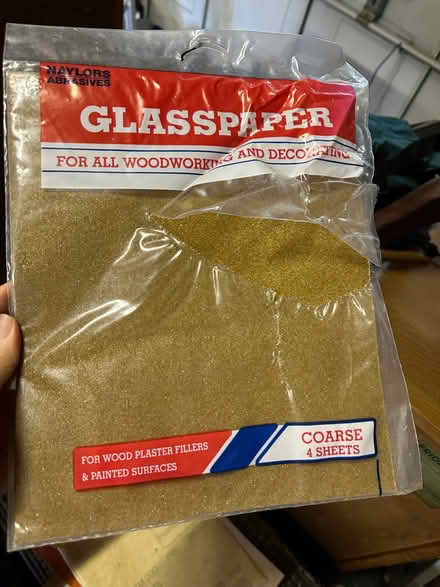 NAYLORS
ABRASIVES
GLASSPAPER
FOR ALL WOODWORKING AND DECORATING
FOR WOOD PLASTER FILLERS
& PAINTED SURFACES
COARSE
4 SHEETS